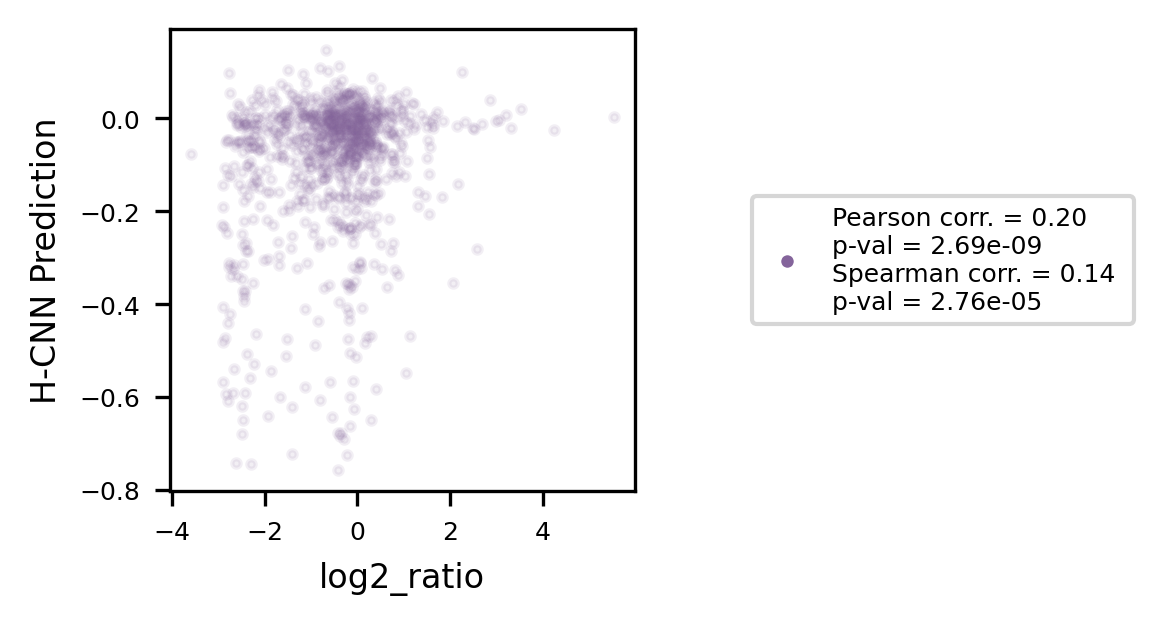 H-CNN Prediction
0.0
−0.2
−0.4
−0.6
−0.8
−4
−2
0
2
4
log2_ratio
Pearson corr. = 0.20
p-val = 2.69e-09
Spearman corr. = 0.14
p-val = 2.76e-05